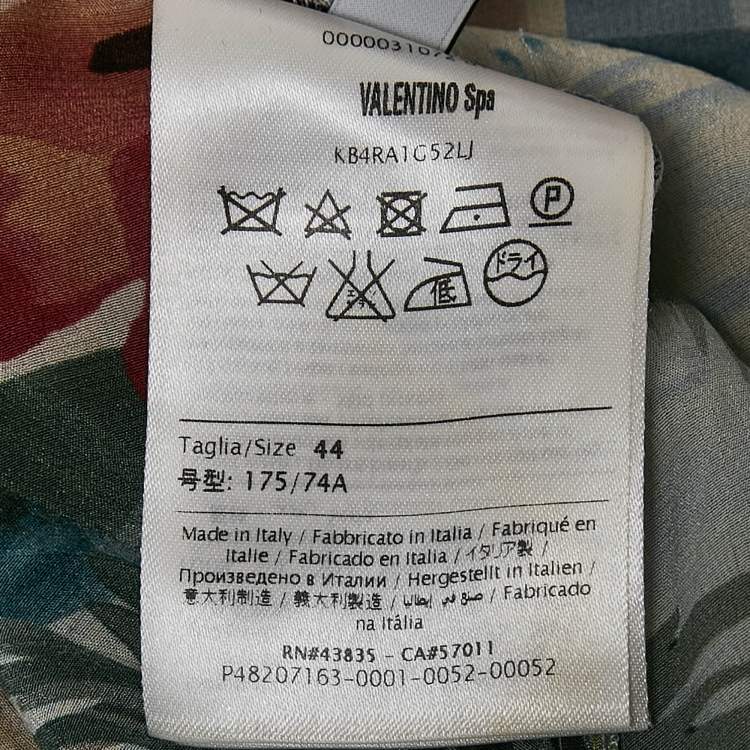 VALENTINO Spa
KB4RA1G52LJ
P
低
ドライ
Taglia/Size 44
号型: 175/74A
Made in Italy / Fabbricato in Italia / Fabriqué en
Italie / Fabricado en Italia / イタリア製 /
Произведено в Италии / Hergestellt in Italien /
意大利制造 / 義大利製造 / صنع في إيطاليا / Fabricado
na Itália
RN#43835 - CA#57011
P48207163-0001-0052-00052